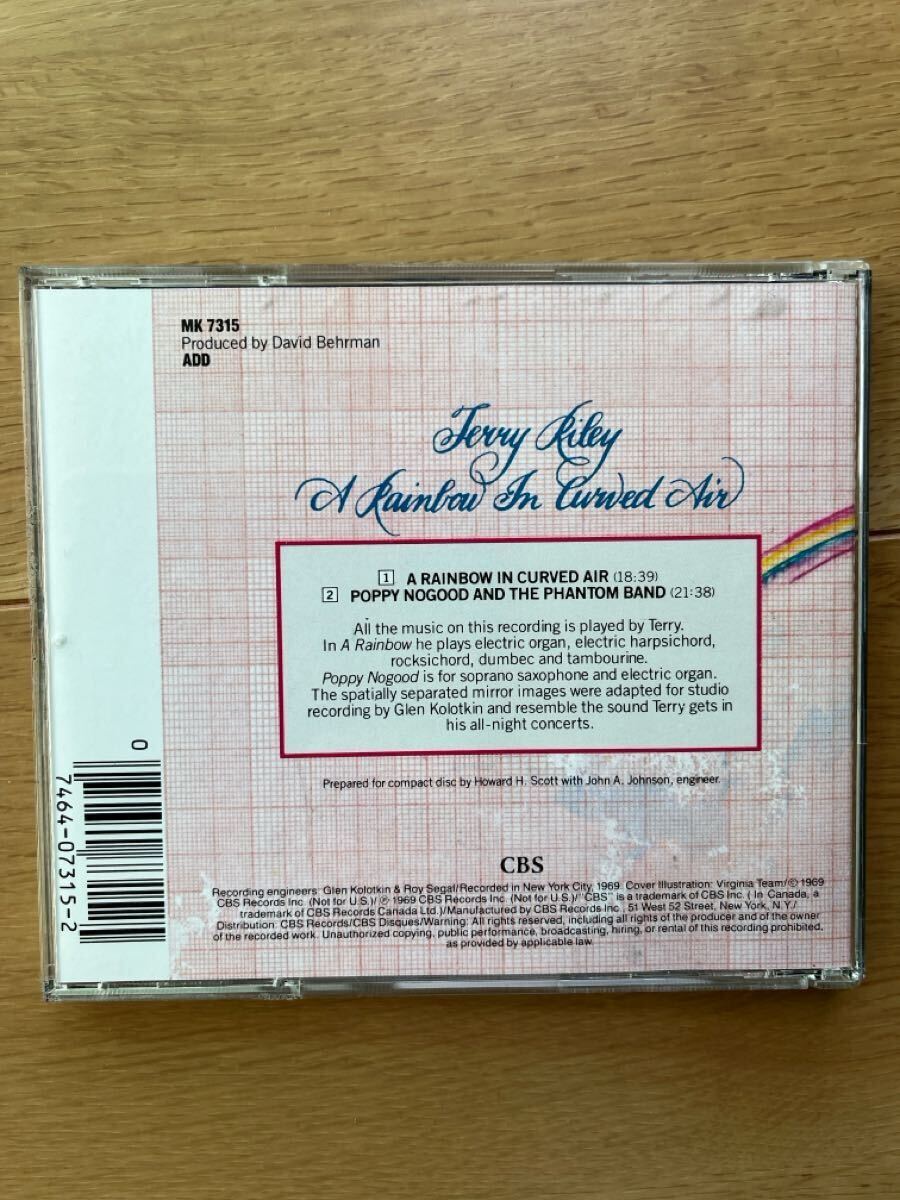 MK 7315
Produced by David Behrman
ADD
Terry Riley
A Rainbow In Curved Air
1 A RAINBOW IN CURVED AIR (18:39)
2 POPPY NOGOOD AND THE PHANTOM BAND (21:38)
All the music on this recording is played by Terry.
In A Rainbow he plays electric organ, electric harpsichord,
rocksichord, dumbec and tambourine.
Poppy Nogood is for soprano saxophone and electric organ.
The spatially separated mirror images were adapted for studio
recording by Glen Kolotkin and resemble the sound Terry gets in
his all-night concerts.
Prepared for compact disc by Howard H. Scott with John A. Johnson, engineer.
CBS
Recording engineers: Glen Kolotkin & Roy Segal/Recorded in New York City, 1969. Cover Illustration: Virginia Team/© 1969
CBS Records Inc. (Not for U.S.)/ ℗ 1969 CBS Records Inc. (Not for U.S.)/ "CBS" is a trademark of CBS Inc. ( In Canada, a
trademark of CBS Records Canada Ltd.)/Manufactured by CBS Records Inc., 51 West 52 Street, New York, N.Y./
Distribution: CBS Records/CBS Disques/Warning: All rights reserved, including all rights of the producer and of the owner
of the recorded work. Unauthorized copying, public performance, broadcasting, hiring, or rental of this recording prohibited,
as provided by applicable law.
0
7464-07315-2